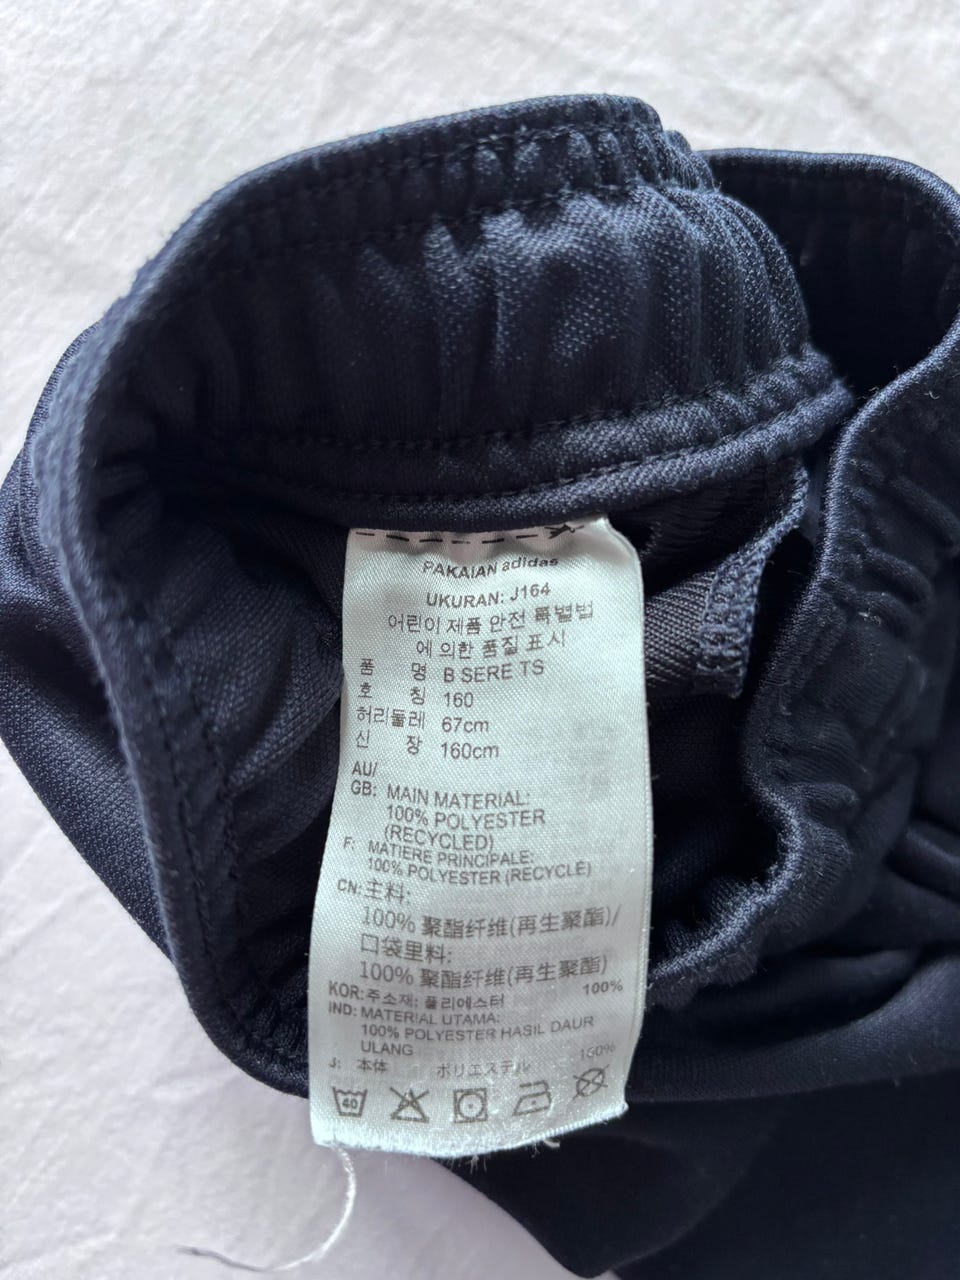 PAKAIAN adidas
UKURAN: J164
어린이 제품 안전 특별법
에 의한 품질 표시
품 명 B SERE TS
호 칭 160
허리둘레 67cm
신 장 160cm
AU/
GB: MAIN MATERIAL:
100% POLYESTER
(RECYCLED)
F: MATIERE PRINCIPALE:
100% POLYESTER (RECYCLÉ)
CN: 主料:
100% 聚酯纤维(再生聚酯)/
口袋里料:
100% 聚酯纤维(再生聚酯)
KOR: 주소재: 폴리에스터 100%
IND: MATERIAL UTAMA:
100% POLYESTER HASIL DAUR
ULANG
J: 本体 ポリエステル 100%
40